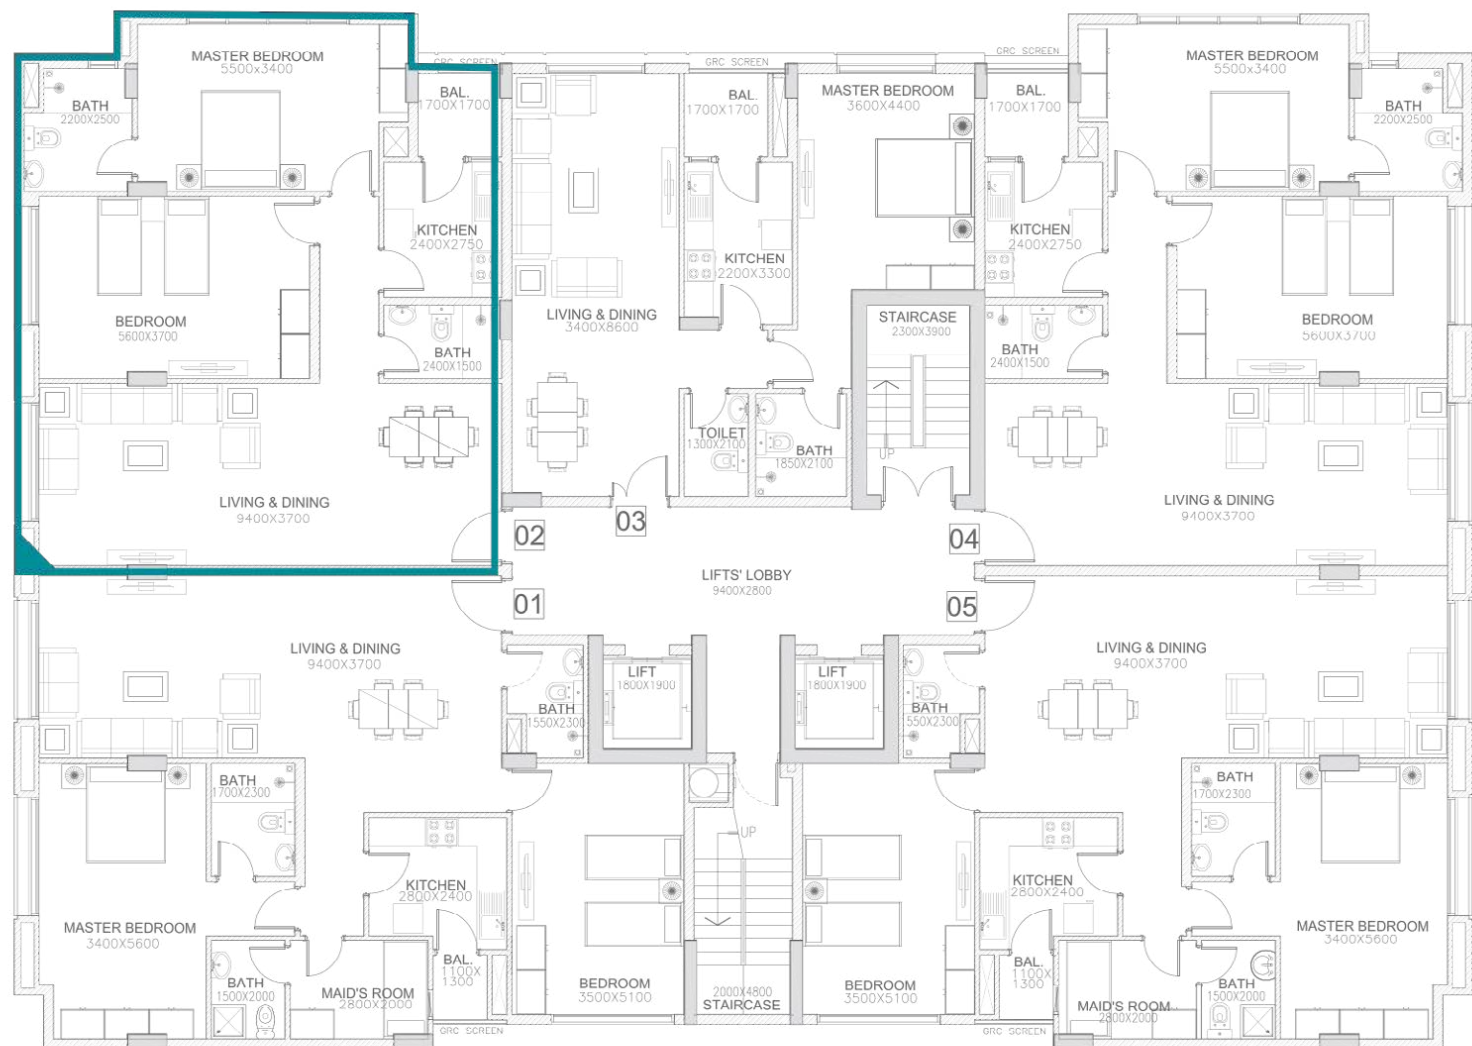 GRC SCREEN
GRC SCREEN
MASTER BEDROOM
5500x3400
BATH
2200X2500
BAL.
1700X1700
BAL.
1700X1700
MASTER BEDROOM
3600X4400
BAL.
1700X1700
MASTER BEDROOM
5500x3400
BATH
2200X2500
KITCHEN
2400X2750
KITCHEN
2200X3300
KITCHEN
2400X2750
BEDROOM
5600X3700
BATH
2400X1500
LIVING & DINING
3400X8600
STAIRCASE
2300X3900
BATH
2400X1500
BEDROOM
5600X3700
TOILET
1300X2100
BATH
1850X2100
UP
LIVING & DINING
9400X3700
LIVING & DINING
9400X3700
02
03
04
01
05
LIFTS' LOBBY
9400X2800
LIVING & DINING
9400X3700
LIFT
1800X1900
LIFT
1800X1900
LIVING & DINING
9400X3700
BATH
1550X2300
BATH
550X2300
BATH
1700X2300
BATH
1700X2300
UP
KITCHEN
2800X2400
KITCHEN
2800X2400
MASTER BEDROOM
3400X5600
MASTER BEDROOM
3400X5600
BAL.
1100X
1300
BAL.
1100X
1300
BATH
1500X2000
MAID'S ROOM
2800X2000
BEDROOM
3500X5100
2000X4800
STAIRCASE
BEDROOM
3500X5100
MAID'S ROOM
2800X2000
BATH
1500X2000
GRC SCREEN
GRC SCREEN